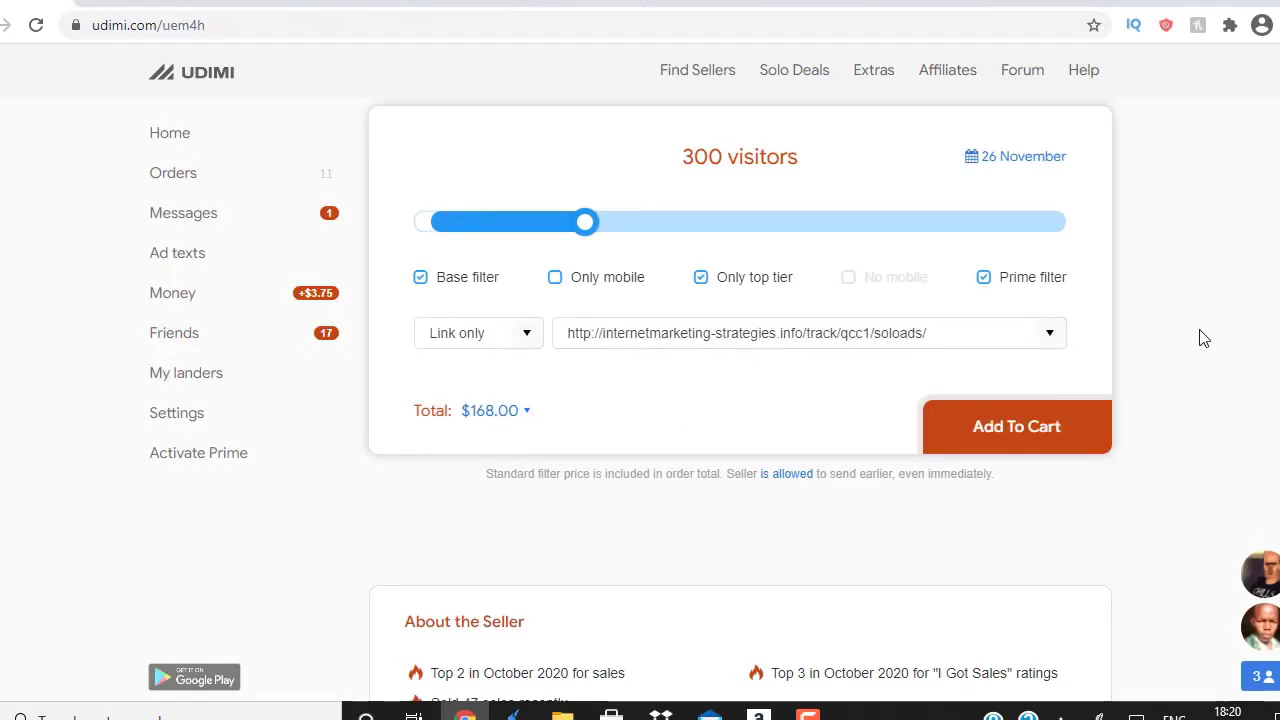 udimi.com/uem4h
IQ
UDIMI
Find Sellers Solo Deals Extras Affiliates Forum Help
Home
Orders 11
Messages 1
Ad texts
Money +$3.75
Friends 17
My landers
Settings
Activate Prime
GET IT ON
Google Play
300 visitors
26 November
Base filter Only mobile Only top tier No mobile Prime filter
Link only http://internetmarketing-strategies.info/track/qcc1/soloads/
Total: $168.00
Add To Cart
Standard filter price is included in order total. Seller is allowed to send earlier, even immediately.
About the Seller
Top 2 in October 2020 for sales
Top 3 in October 2020 for "I Got Sales" ratings
3
18:20